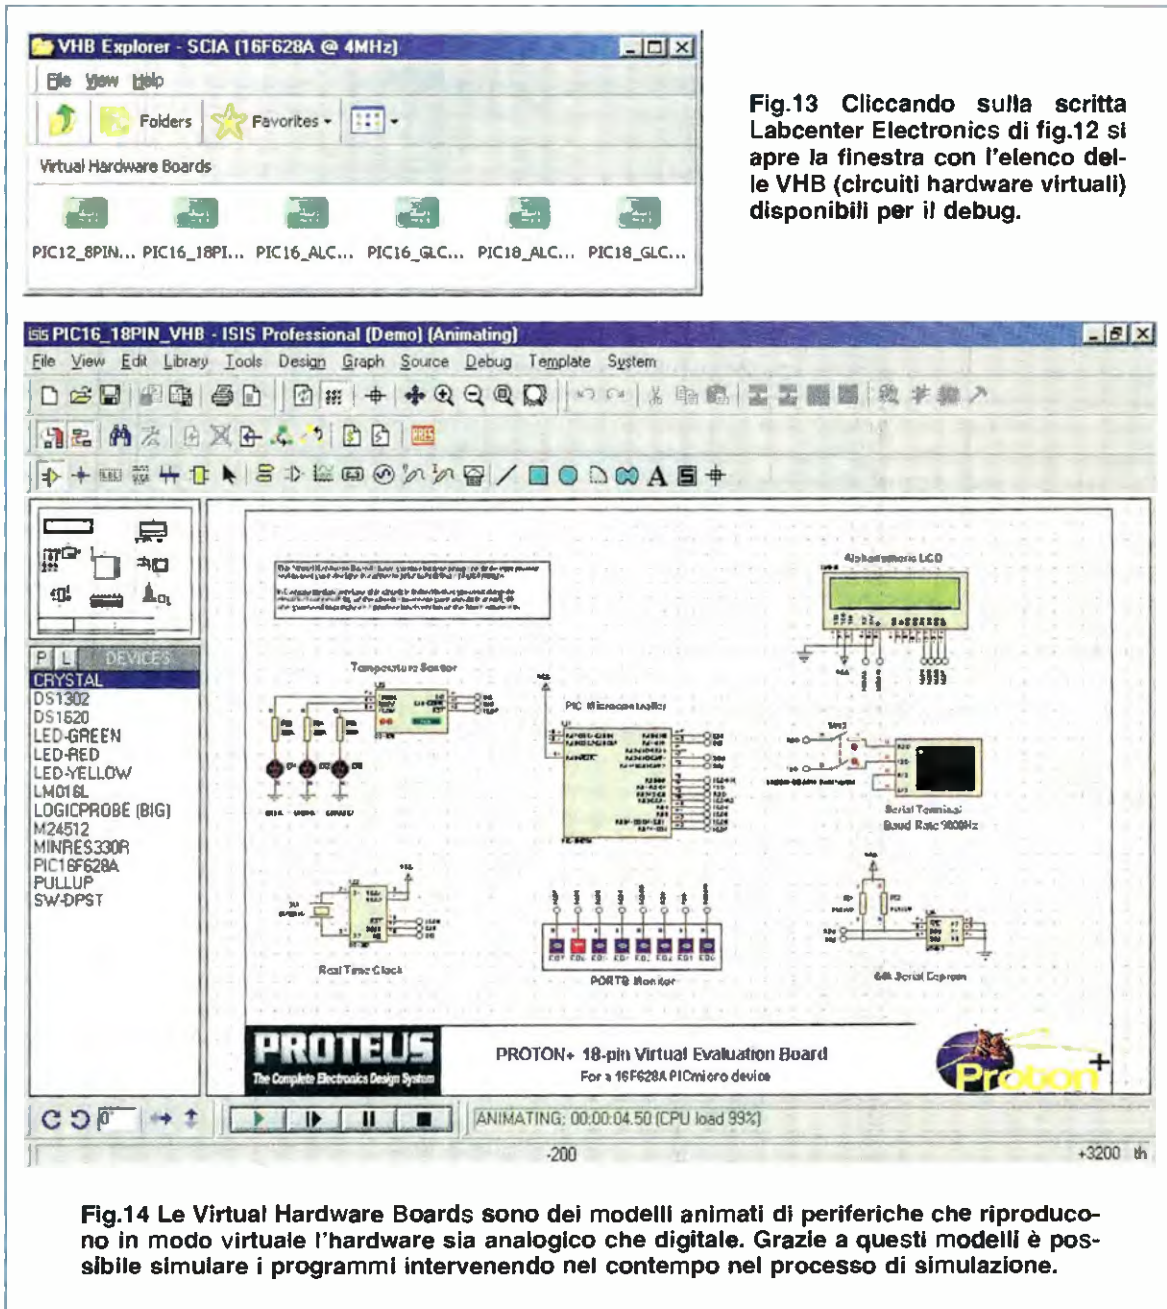 VHB Explorer - SCIA (16F628A @ 4MHz)
File View Help
Folders Favorites
Virtual Hardware Boards
PIC12_8PIN... PIC16_18PI... PIC16_ALC... PIC16_GLC... PIC18_ALC... PIC18_GLC...
Fig.13 Cliccando sulla scritta
Labcenter Electronics di fig.12 si
apre la finestra con l'elenco del-
le VHB (circuiti hardware virtuali)
disponibili per il debug.
isis PIC16_18PIN_VHB - ISIS Professional (Demo) (Animating)
File View Edit Library Tools Design Graph Source Debug Template System
P L DEVICES
CRYSTAL
DS1302
DS1620
LED-GREEN
LED-RED
LED-YELLOW
LM016L
LOGICPROBE (BIG)
M24512
MINRES330R
PIC16F628A
PULLUP
SW-DPST
Alphanumeric LCD
Temperature Sensor
PIC Microcontroller
Serial Terminal
Baud Rate 9600Hz
Real Time Clock
PORTB Monitor
64k Serial Eeprom
PROTEUS
The Complete Electronics Design System
PROTON+ 18-pin Virtual Evaluation Board
For a 16F628A PICmicro device
Proton+
0°
ANIMATING: 00:00:04.50 (CPU load 99%)
-200 +3200 th
Fig.14 Le Virtual Hardware Boards sono dei modelli animati di periferiche che riproduco-
no in modo virtuale l'hardware sia analogico che digitale. Grazie a questi modelli è pos-
sibile simulare i programmi intervenendo nel contempo nel processo di simulazione.